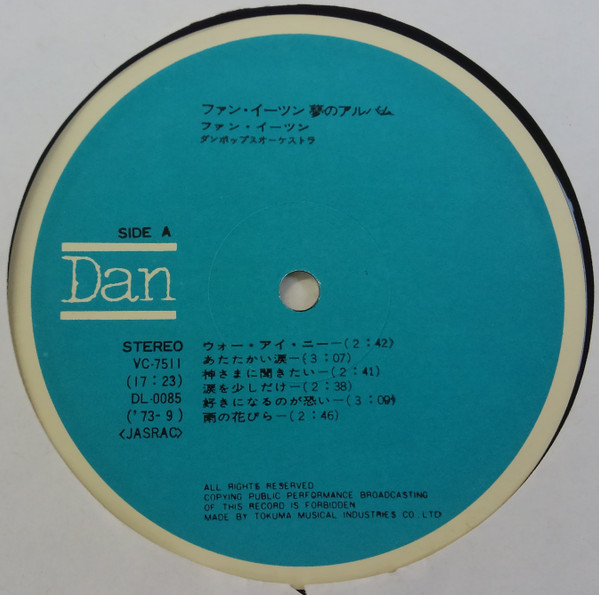 ファン・イーツン 夢のアルバム
ファン・イーツン
ダンポップスオーケストラ
SIDE A
Dan
STEREO
VC-7511
(17:23)
DL-0085
('73-9)
<JASRAC>
ウォー・アイ・ニー—(2:42)
あたたかい涙—(3:07)
神さまに聞きたい—(2:41)
涙を少しだけ—(2:38)
好きになるのが恐い—(3:09)
雨の花びら—(2:46)
ALL RIGHTS RESERVED
COPYING PUBLIC PERFORMANCE BROADCASTING
OF THIS RECORD IS FORBIDDEN
MADE BY TOKUMA MUSICAL INDUSTRIES CO., LTD